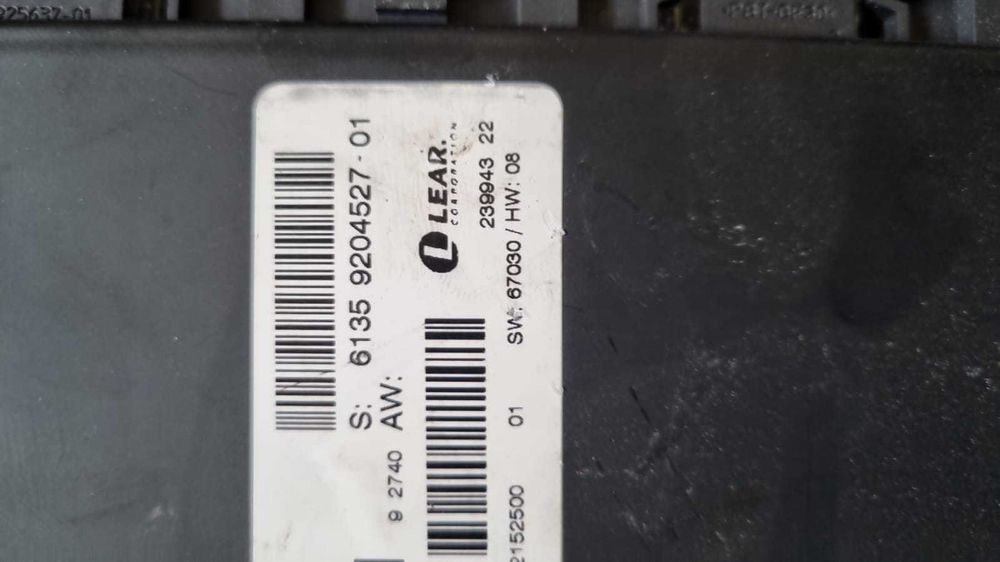 S: 6135 9204527-01
AW:
9 2740
LEAR.
CORPORATION
239943 22
2152500 01 SW: 67030 / HW: 08